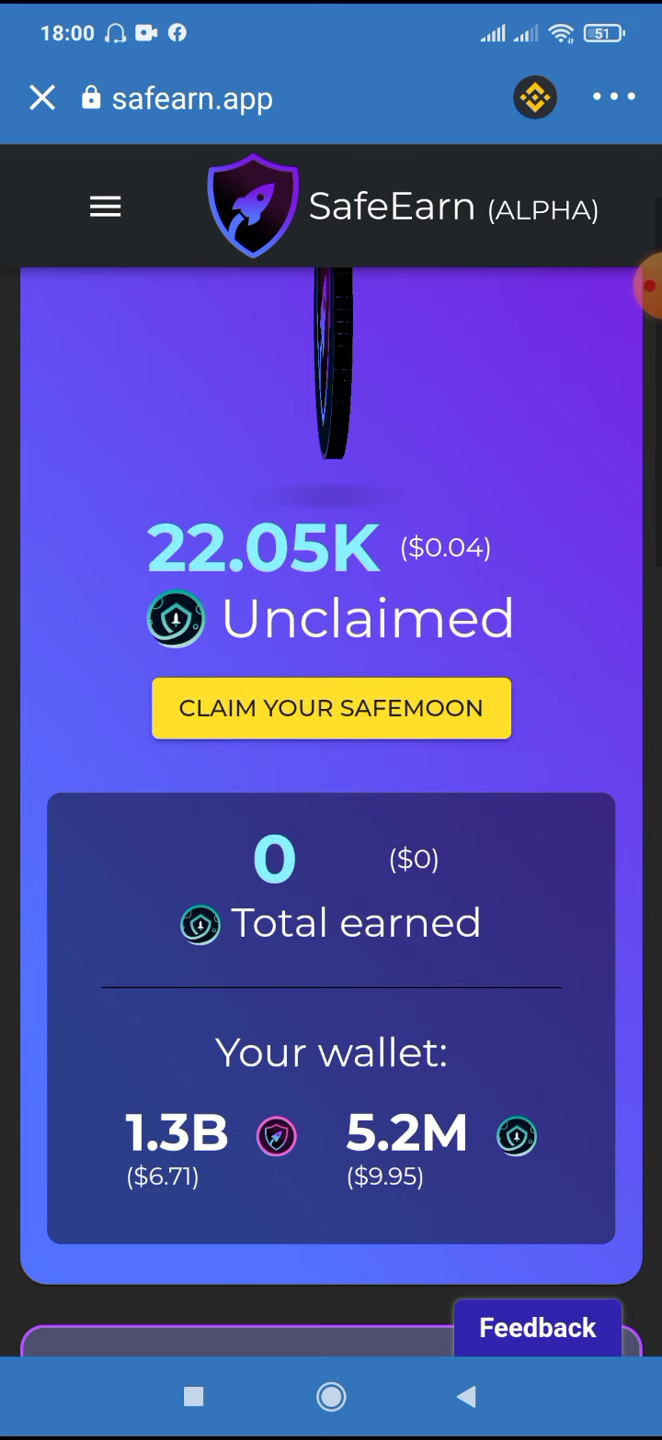 18:00
51
safearn.app
SafeEarn (ALPHA)
22.05K ($0.04)
Unclaimed
CLAIM YOUR SAFEMOON
0 ($0)
Total earned
Your wallet:
1.3B 5.2M
($6.71) ($9.95)
Feedback